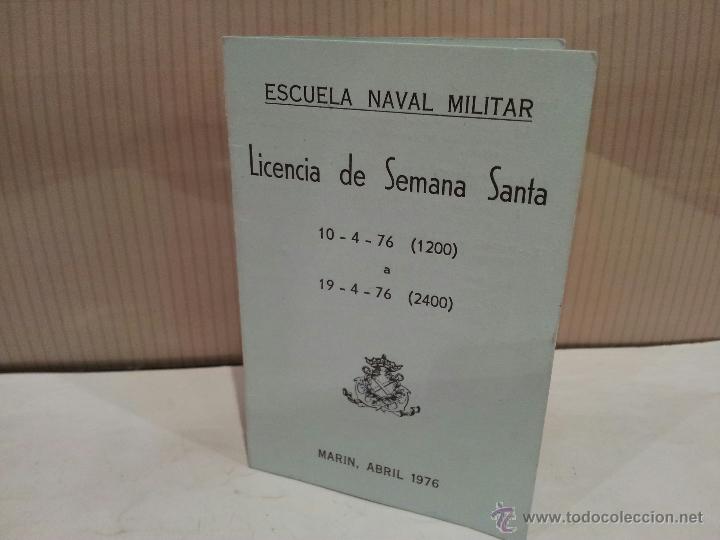 ESCUELA NAVAL MILITAR
Licencia de Semana Santa
10 - 4 - 76 (1200)
a
19 - 4 - 76 (2400)
MARIN, ABRIL 1976
© www.todocoleccion.net